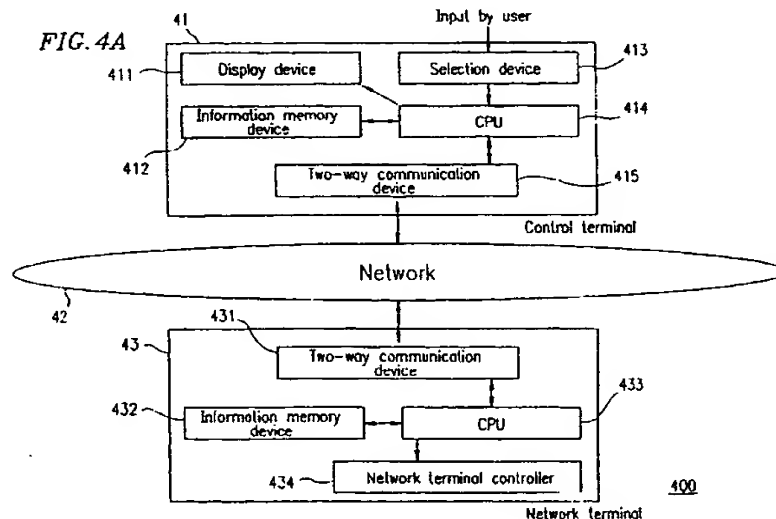 FIG. 4A
Input by user
41
411
Display device
Selection device
413
Information memory
device
412
CPU
414
Two-way communication
device
415
Control terminal
Network
42
431
43
Two-way communication
device
432
Information memory
device
CPU
433
434
Network terminal controller
400
Network terminal